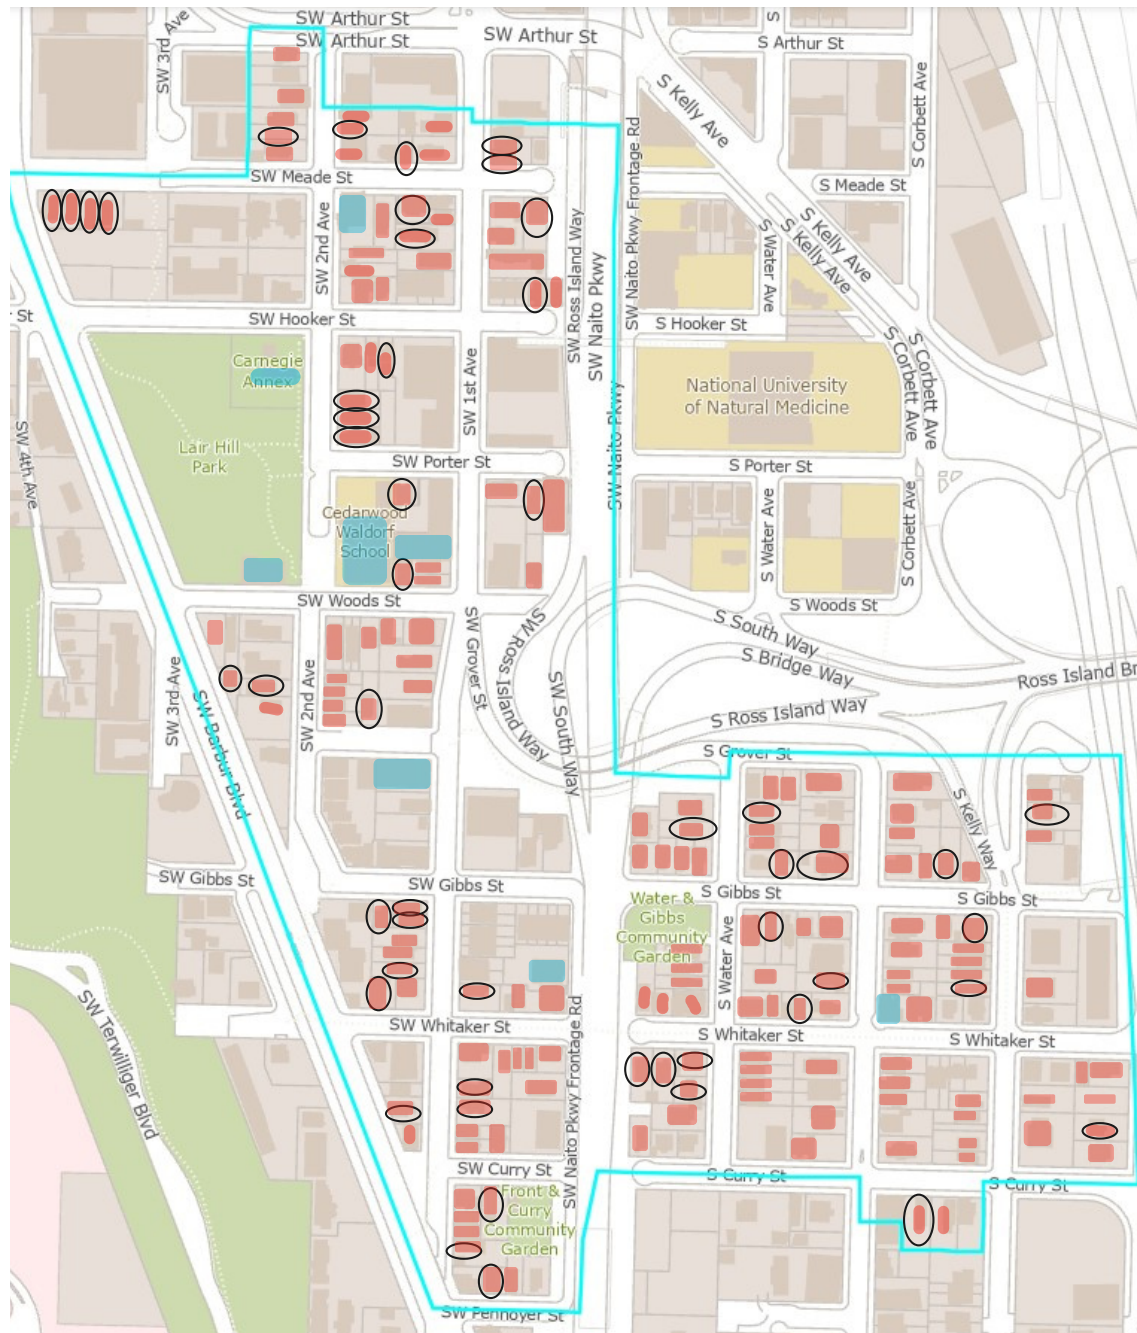 SW Arthur St
SW Arthur St
SW Arthur St
SW 3rd Ave
S
S Arthur St
S Kelly Ave
S Corbett Ave
SW Meade St
S Meade St
SW Naito Pkwy Frontage Rd
SW 2nd Ave
SW Ross Island Way
SW Naito Pkwy
S Water Ave
S Kelly Ave
S Kelly Ave
r St
SW Hooker St
S Hooker St
S Corbett Ave
S Corbett Ave
Carnegie
Annex
SW 1st Ave
National University
of Natural Medicine
SW Naito Pkwy
SW 4th Ave
Lair Hill
Park
SW Porter St
S Porter St
Cedarwood
Waldorf
School
S Water Ave
S Corbett Ave
SW Woods St
S Woods St
SW Grover St
SW Ross Island Way
S South Way
S Bridge Way
Ross Island Br
SW 3rd Ave
SW 2nd Ave
SW Barbur Blvd
SW South Way
S Ross Island Way
S Grover St
S Kelly Way
SW Gibbs St
SW Gibbs St
S Gibbs St
S Gibbs St
Water &
Gibbs
Community
Garden
S Water Ave
SW Terwilliger Blvd
SW Whitaker St
S Whitaker St
S Whitaker St
SW Naito Pkwy Frontage Rd
SW Curry St
S Curry St
S Curry St
Front &
Curry
Community
Garden
SW Pennoyer St